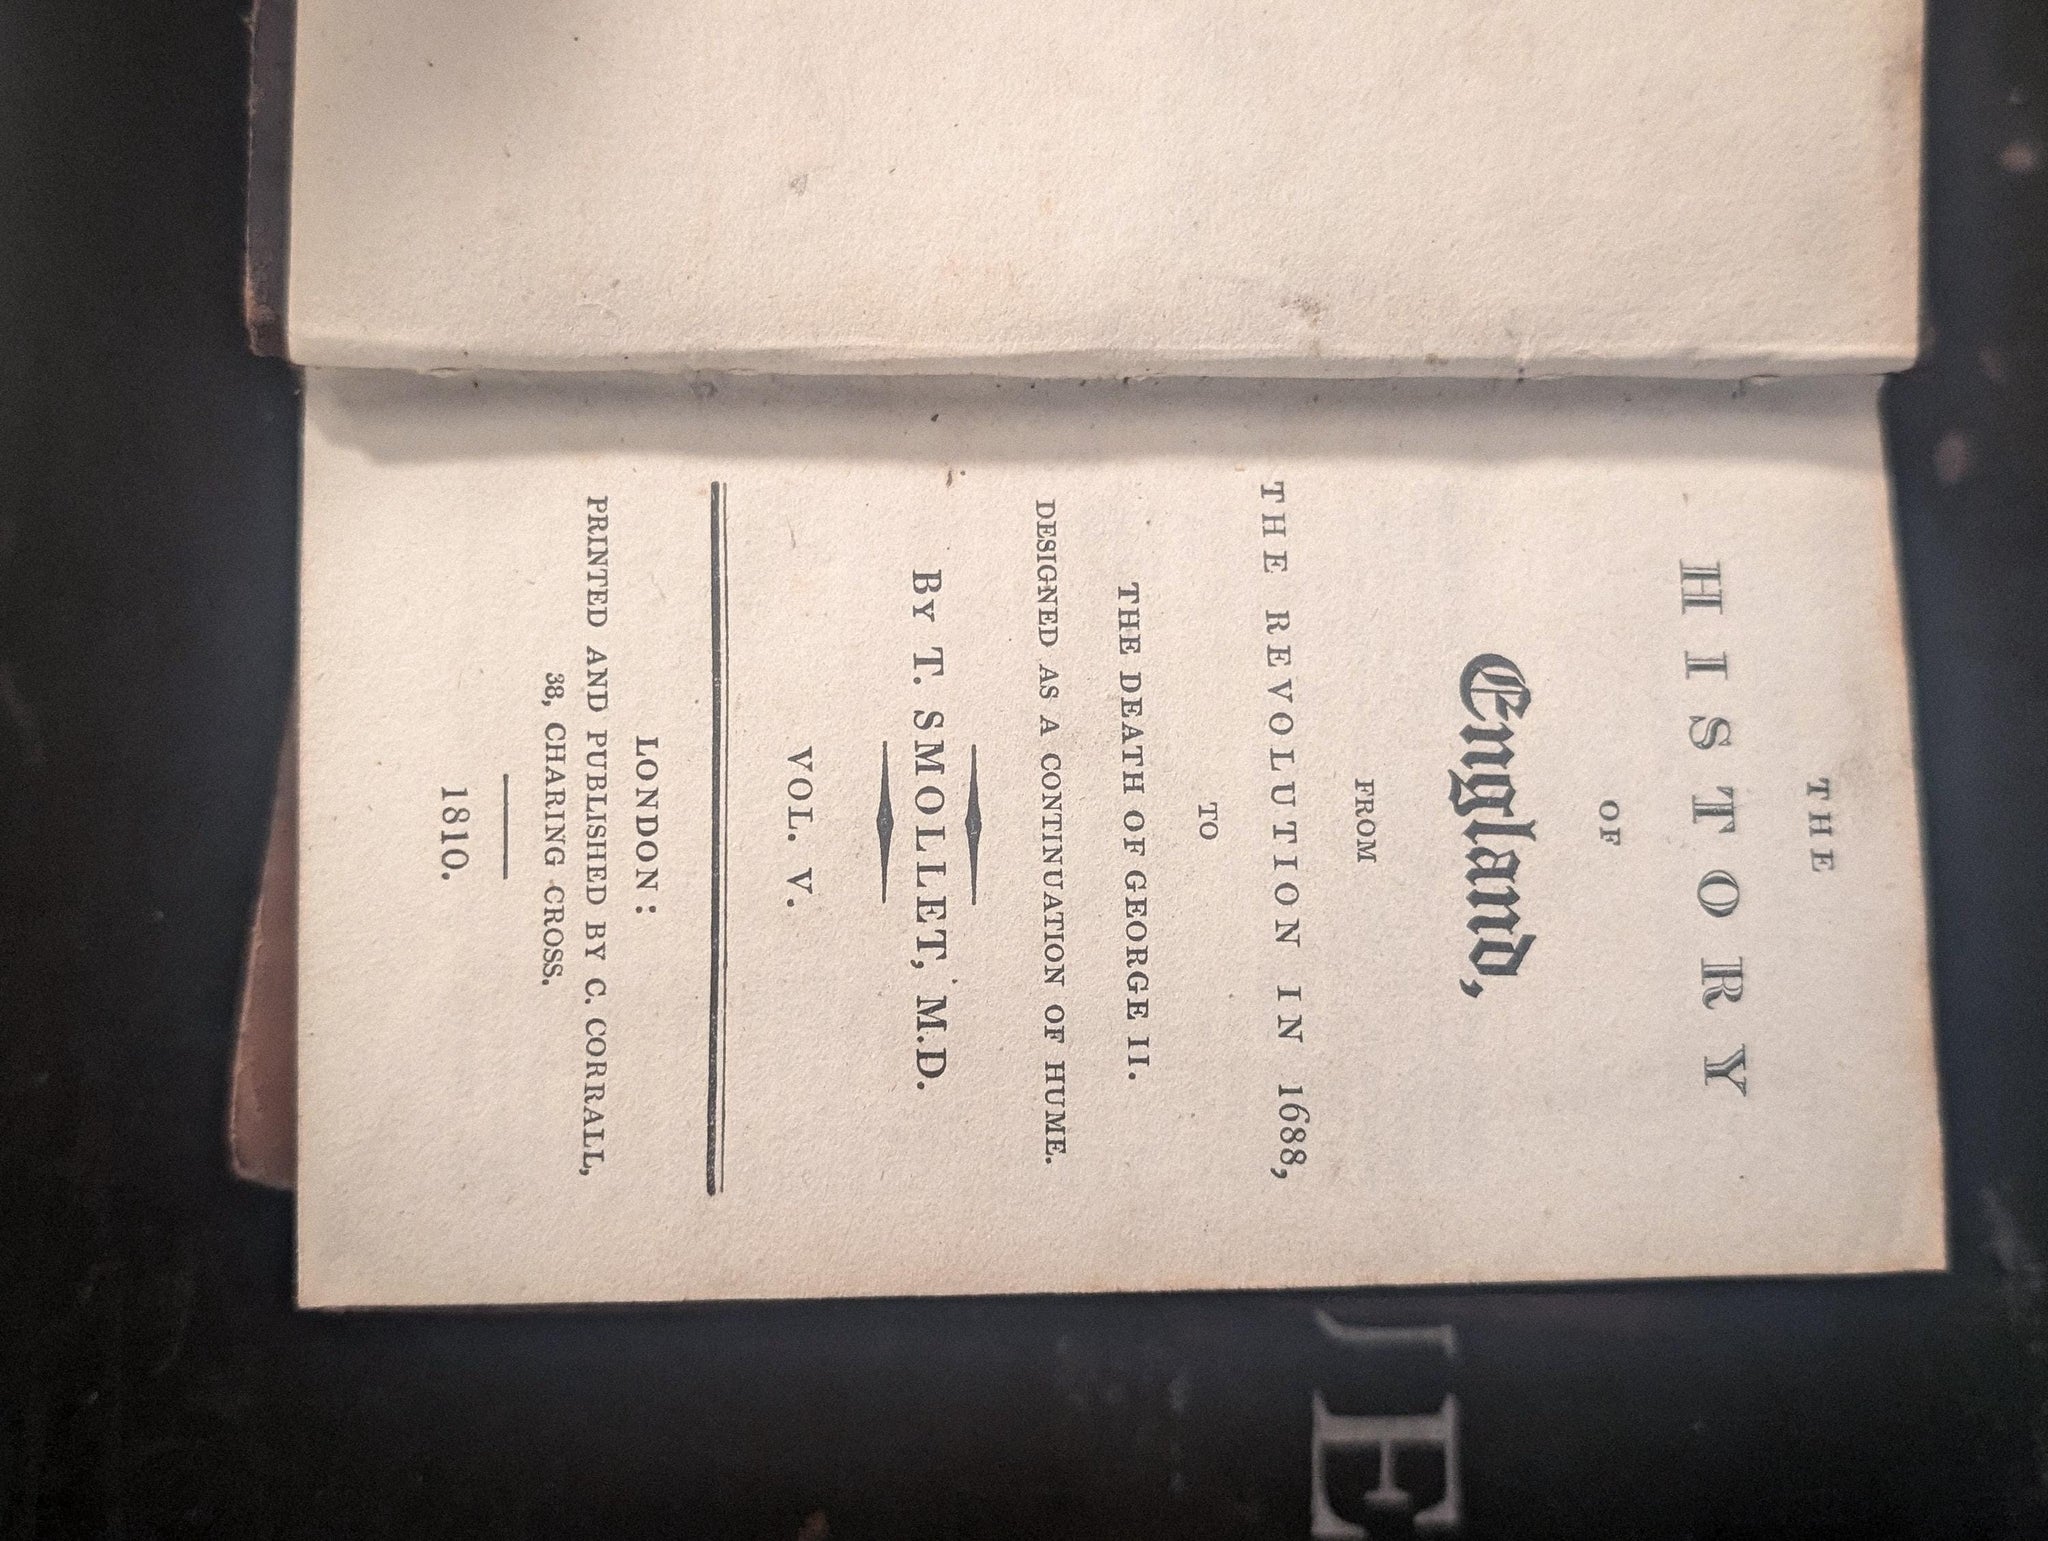 THE
HISTORY
OF
England,
FROM
THE REVOLUTION IN 1688,
TO
THE DEATH OF GEORGE II.
DESIGNED AS A CONTINUATION OF HUME.
BY T. SMOLLET, M.D.
VOL. V.
LONDON:
PRINTED AND PUBLISHED BY C. CORRALL,
38, CHARING CROSS.
1810.
JE